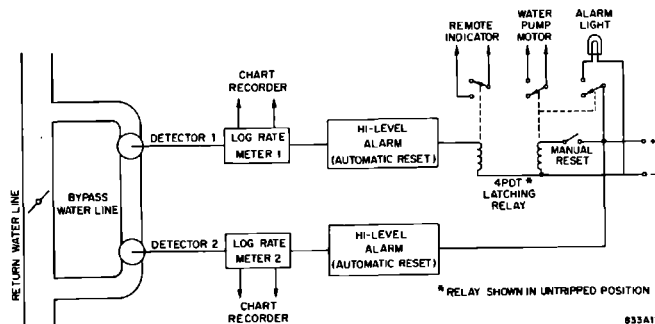 REMOTE
INDICATOR
WATER
PUMP
MOTOR
ALARM
LIGHT
CHART
RECORDER
DETECTOR 1
LOG RATE
METER 1
HI-LEVEL
ALARM
(AUTOMATIC RESET)
MANUAL
RESET
4PDT *
LATCHING
RELAY
RETURN WATER LINE
BYPASS
WATER LINE
DETECTOR 2
LOG RATE
METER 2
HI-LEVEL
ALARM
(AUTOMATIC RESET)
CHART
RECORDER
* RELAY SHOWN IN UNTRIPPED POSITION